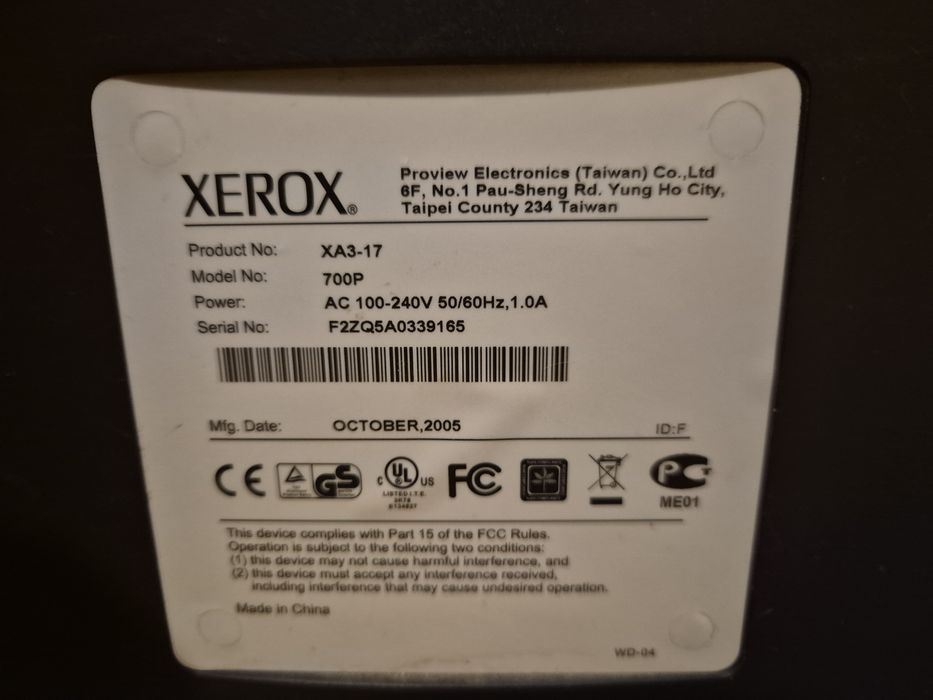 XEROX®
Proview Electronics (Taiwan) Co.,Ltd
6F, No.1 Pau-Sheng Rd. Yung Ho City,
Taipei County 234 Taiwan
Product No: XA3-17
Model No: 700P
Power: AC 100-240V 50/60Hz,1.0A
Serial No: F2ZQ5A0339165
Mfg. Date: OCTOBER,2005 ID:F
CE GS C UL US FC PCT
LISTED I.T.E.
ME01
This device complies with Part 15 of the FCC Rules.
Operation is subject to the following two conditions:
(1) this device may not cause harmful interference, and
(2) this device must accept any interference received,
including interference that may cause undesired operation.
Made in China
WD-04